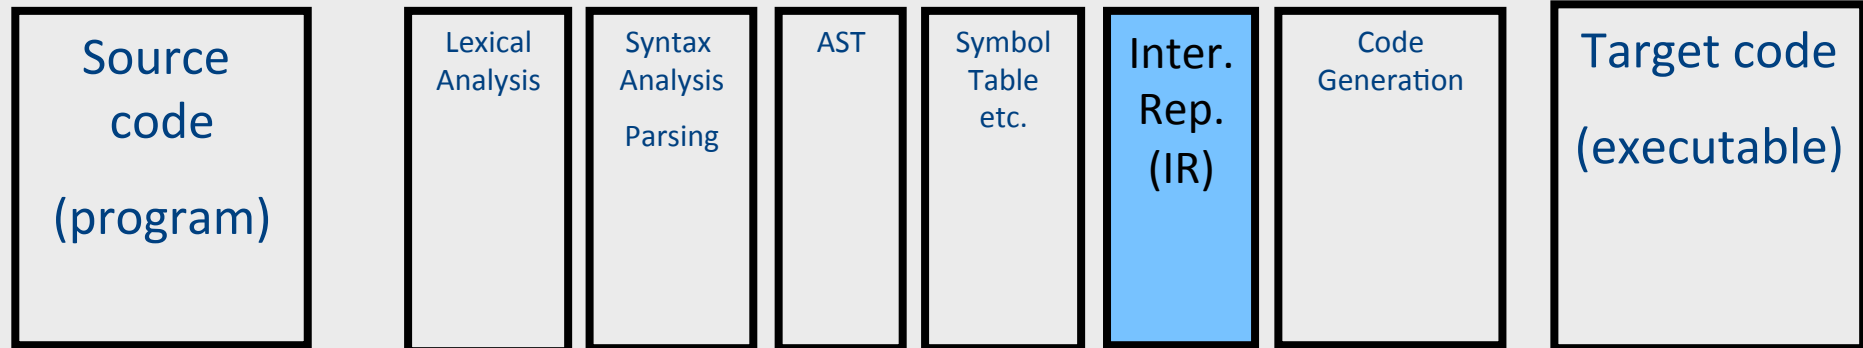 Source
code
(program)
Lexical
Analysis
Syntax
Analysis
Parsing
AST
Symbol
Table
etc.
Inter.
Rep.
(IR)
Code
Generation
Target code
(executable)